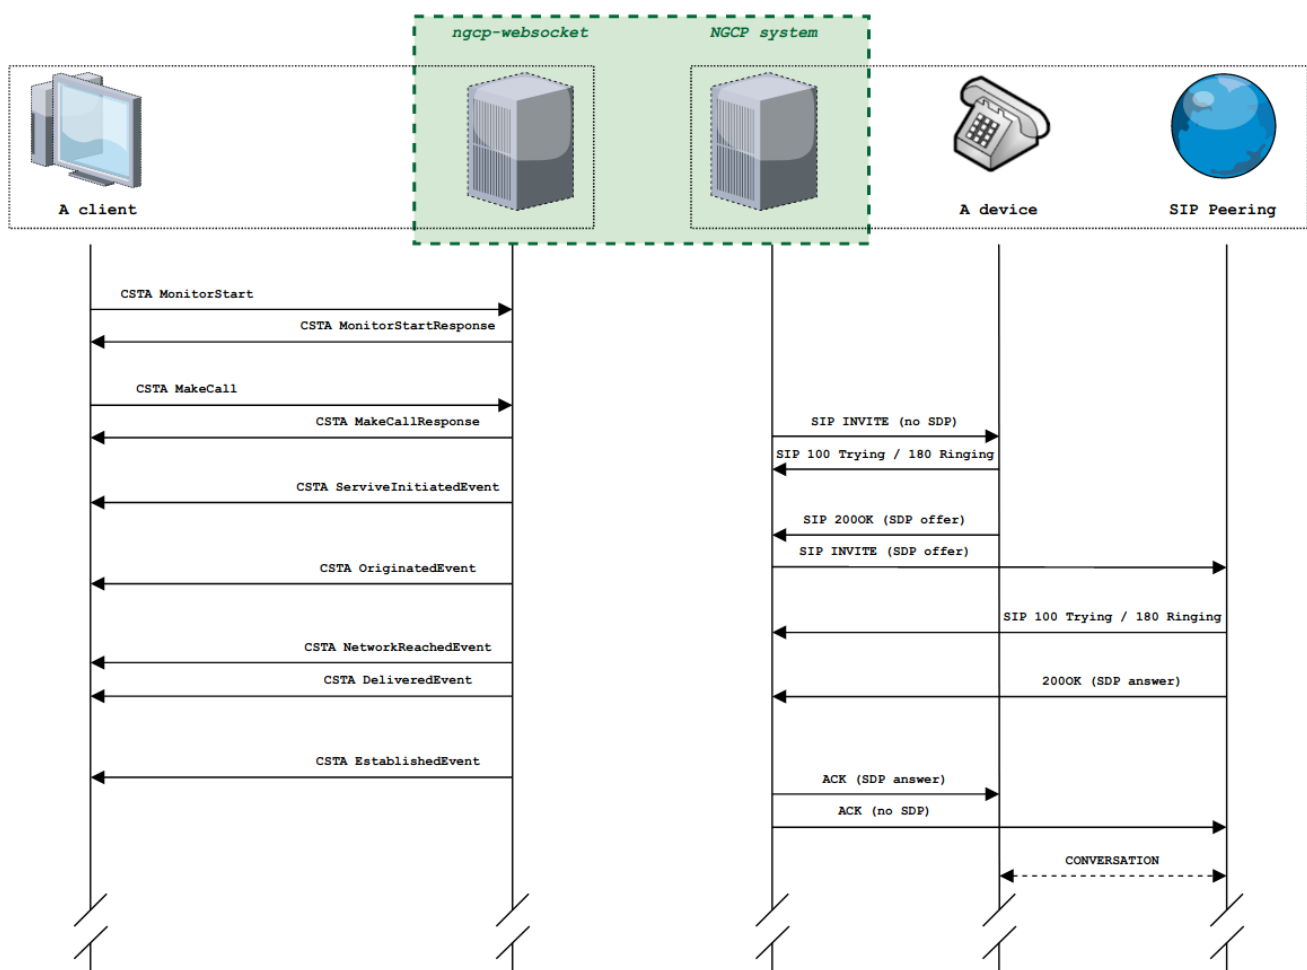 ngcp-websocket
NGCP system
A client
A device
SIP Peering
CSTA MonitorStart
CSTA MonitorStartResponse
CSTA MakeCall
CSTA MakeCallResponse
SIP INVITE (no SDP)
SIP 100 Trying / 180 Ringing
CSTA ServiveInitiatedEvent
SIP 200OK (SDP offer)
SIP INVITE (SDP offer)
CSTA OriginatedEvent
SIP 100 Trying / 180 Ringing
CSTA NetworkReachedEvent
CSTA DeliveredEvent
200OK (SDP answer)
CSTA EstablishedEvent
ACK (SDP answer)
ACK (no SDP)
CONVERSATION